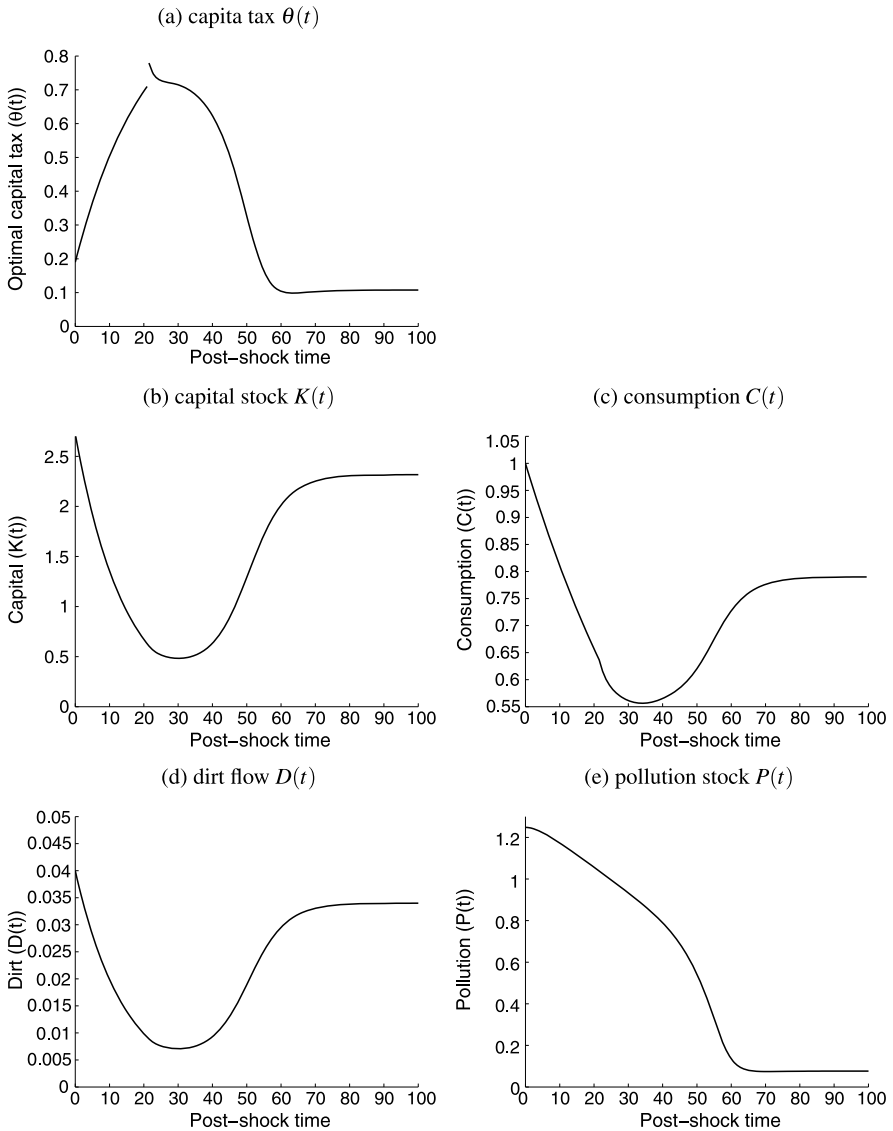 (a) capita tax θ(t)
Optimal capital tax (θ(t))
0.8
0.7
0.6
0.5
0.4
0.3
0.2
0.1
0
0 10 20 30 40 50 60 70 80 90 100
Post–shock time
(b) capital stock K(t)
Capital (K(t))
2.5
2
1.5
1
0.5
0
0 10 20 30 40 50 60 70 80 90 100
Post–shock time
(c) consumption C(t)
Consumption (C(t))
1.05
1
0.95
0.9
0.85
0.8
0.75
0.7
0.65
0.6
0.55
0 10 20 30 40 50 60 70 80 90 100
Post–shock time
(d) dirt flow D(t)
Dirt (D(t))
0.05
0.045
0.04
0.035
0.03
0.025
0.02
0.015
0.01
0.005
0
0 10 20 30 40 50 60 70 80 90 100
Post–shock time
(e) pollution stock P(t)
Pollution (P(t))
1.2
1
0.8
0.6
0.4
0.2
0
0 10 20 30 40 50 60 70 80 90 100
Post–shock time